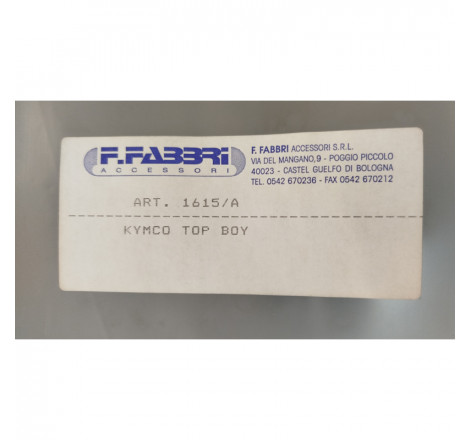 F.FABBRI
ACCESSORI
F. FABBRI ACCESSORI S.R.L.
VIA DEL MANGANO,9 - POGGIO PICCOLO
40023 - CASTEL GUELFO DI BOLOGNA
TEL. 0542 670236 - FAX 0542 670212
ART. 1615/A
KYMCO TOP BOY